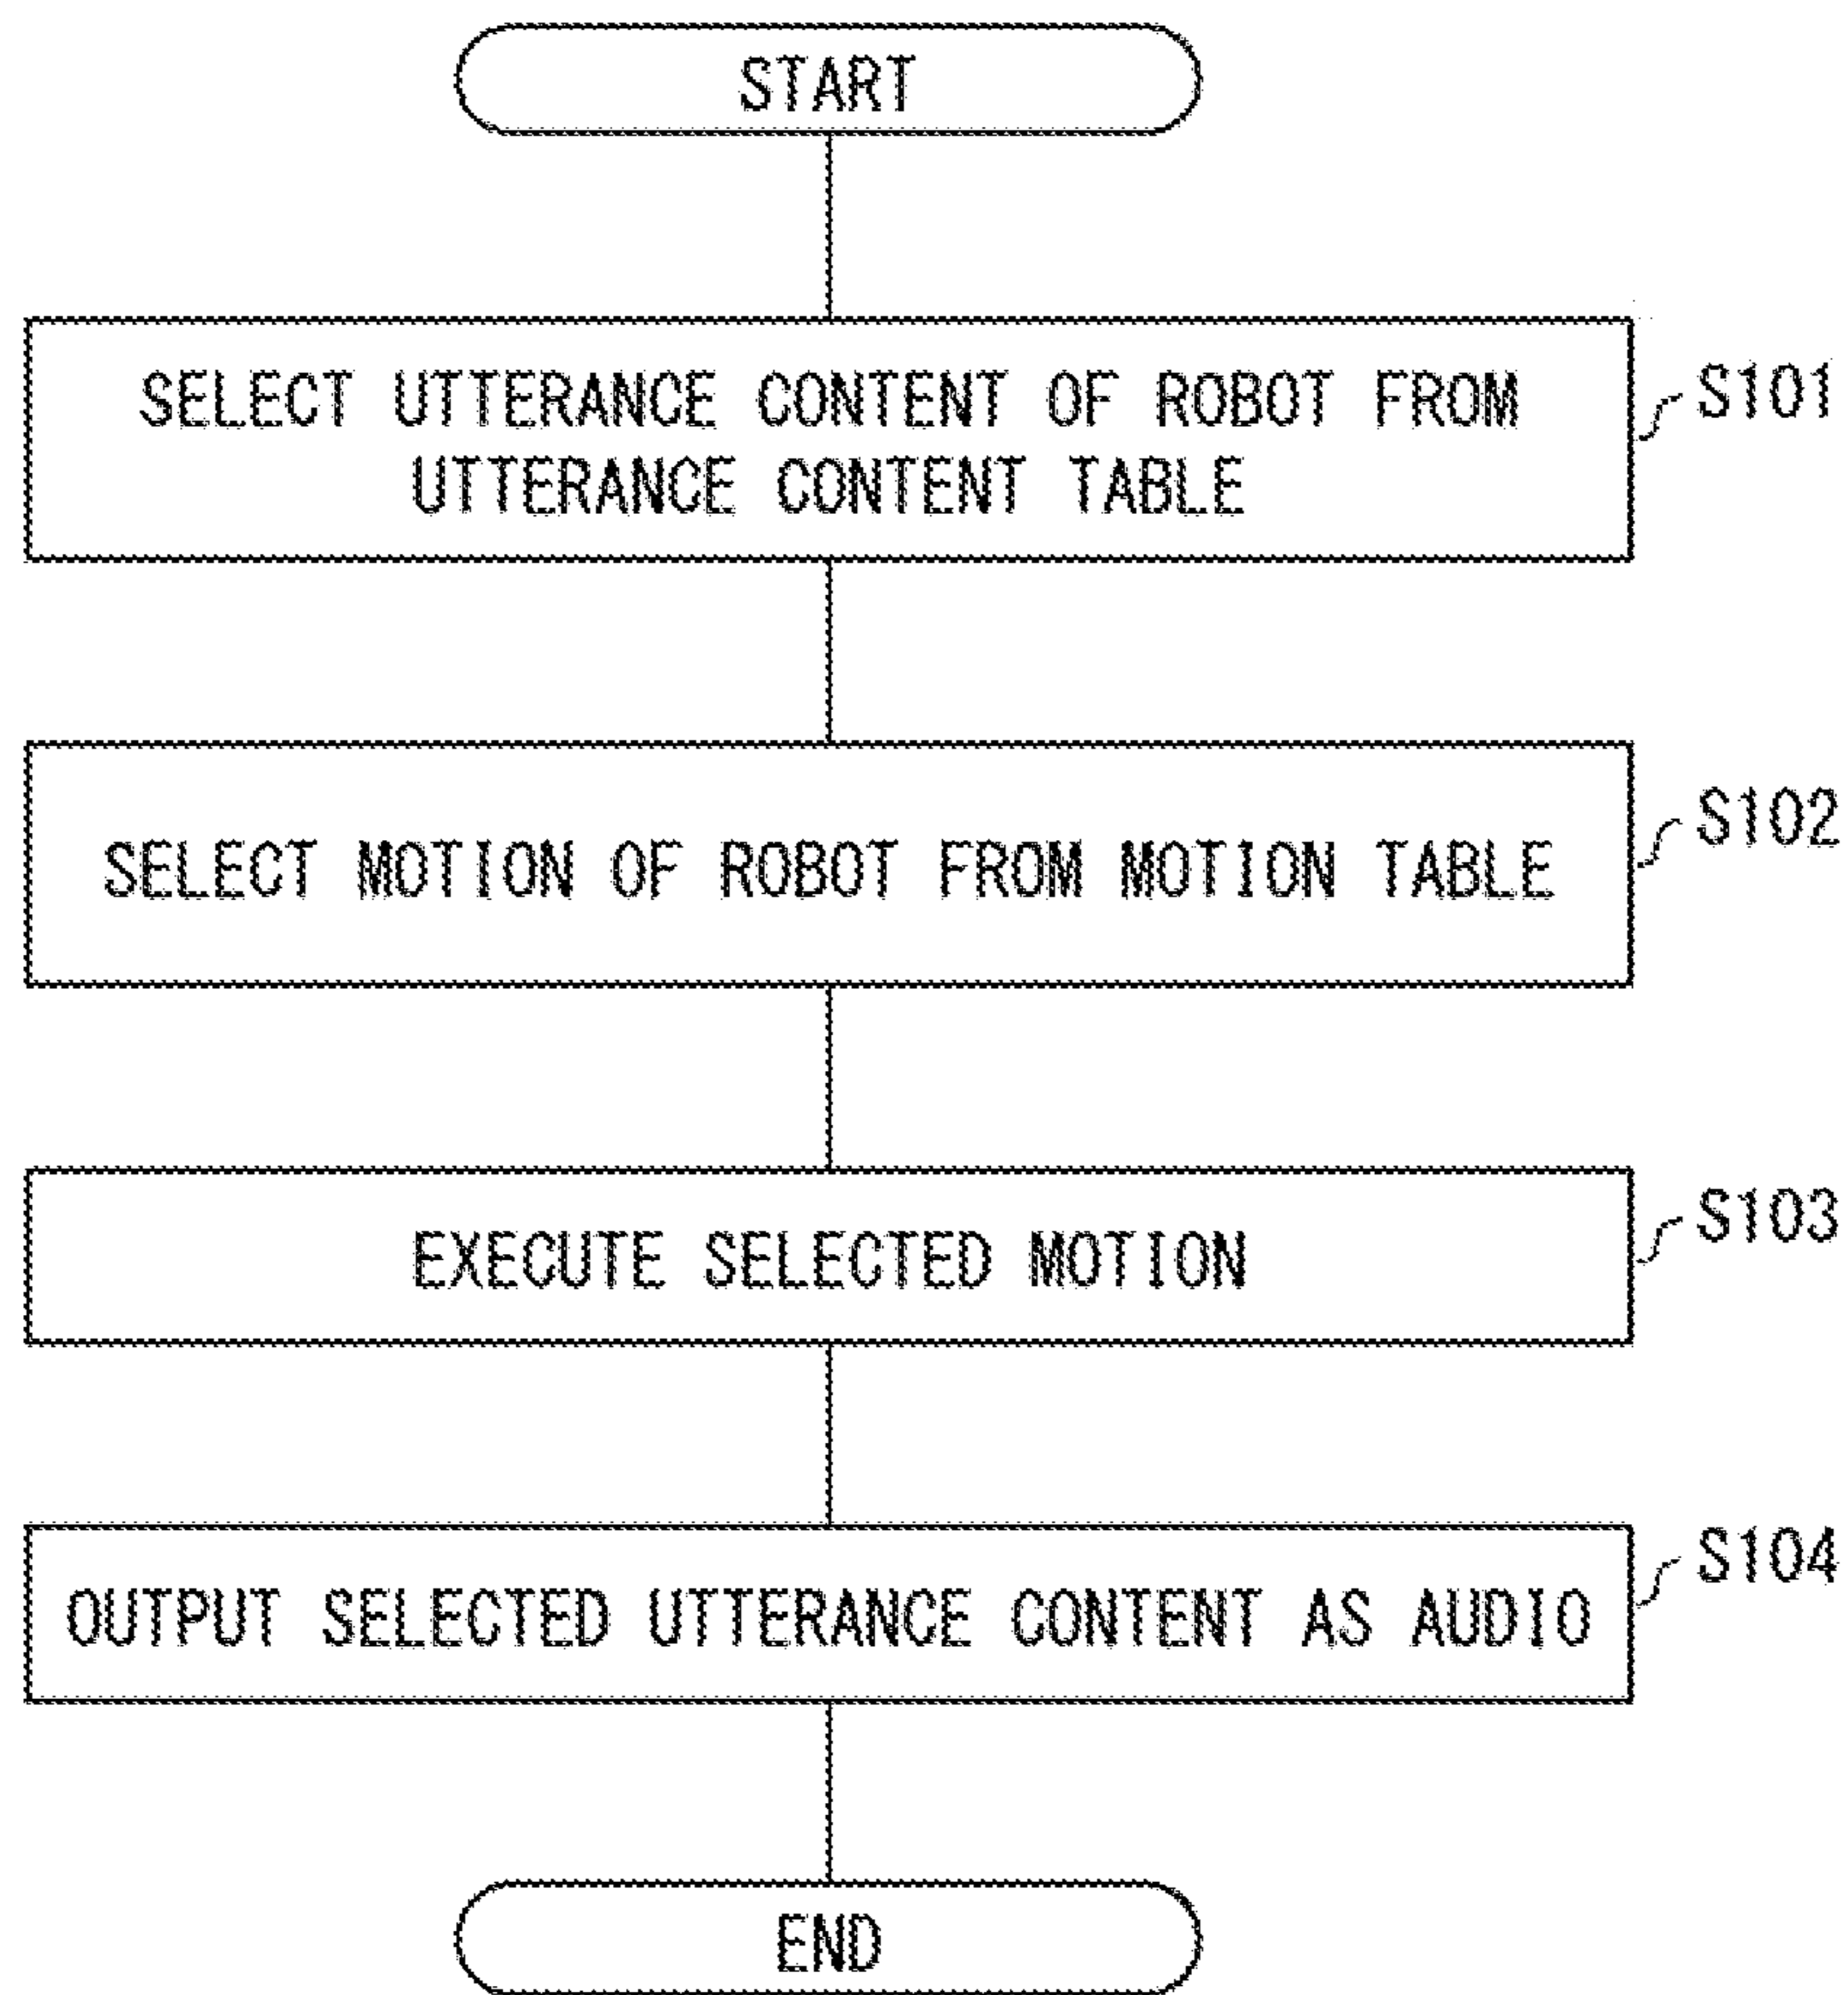 START
SELECT UTTERANCE CONTENT OF ROBOT FROM
UTTERANCE CONTENT TABLE
S101
SELECT MOTION OF ROBOT FROM MOTION TABLE
S102
EXECUTE SELECTED MOTION
S103
OUTPUT SELECTED UTTERANCE CONTENT AS AUDIO
S104
END